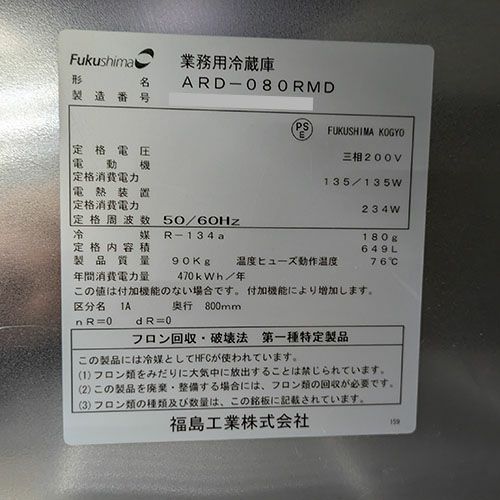 Fukushima 業務用冷蔵庫
形名 ARD-080RMD
製造番号
PS E FUKUSHIMA KOGYO
定格電圧 三相200V
電動機
定格消費電力 135/135W
電熱装置
定格消費電力 234W
定格周波数 50/60Hz
冷媒 R-134a 180g
定格内容積 649L
製品質量 90Kg 温度ヒューズ動作温度 76℃
年間消費電力量 470kWh/年
この値は付加機能のない場合です。付加機能により増加します。
区分名 1A 奥行 800mm
nR=0 dR=0
フロン回収・破壊法 第一種特定製品
この製品には冷媒としてHFCが使われています。
(1)フロン類をみだりに大気中に放出することは禁じられています。
(2)この製品を廃棄・整備する場合には、フロン類の回収が必要です。
(3)フロン類の種類及び数量は、この銘板に記載されています。
福島工業株式会社 159